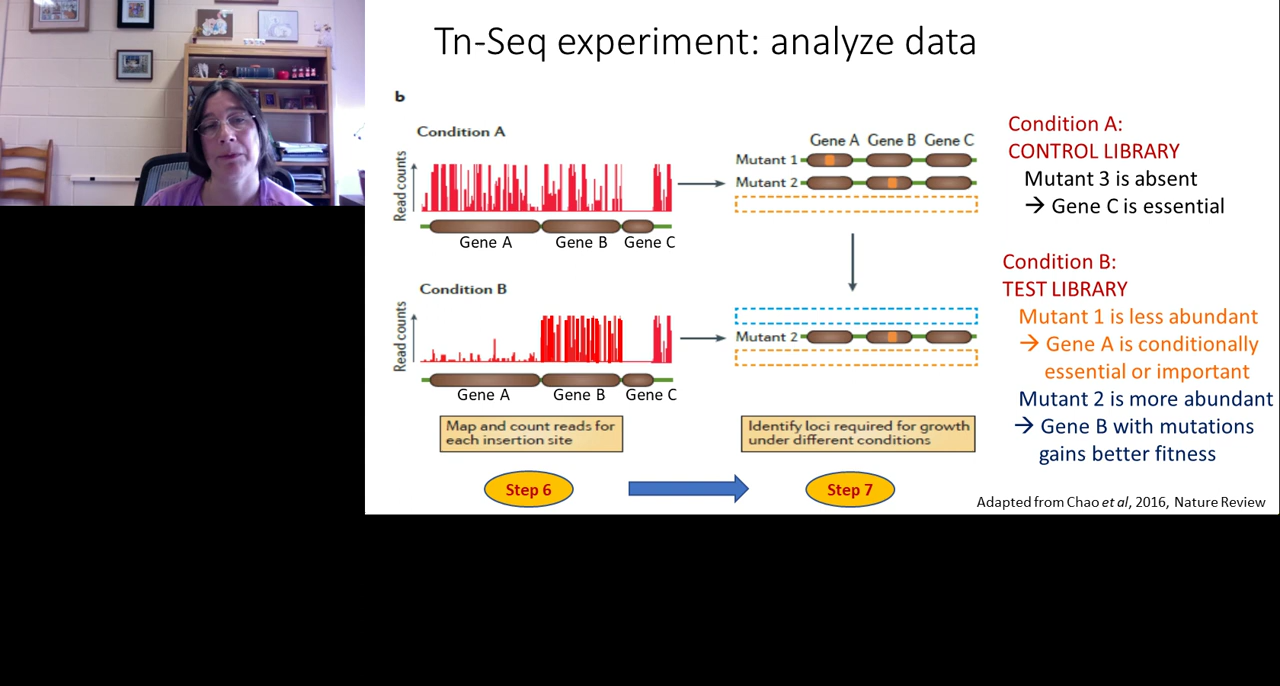 Tn-Seq experiment: analyze data
b
Condition A
Read counts
Gene A
Gene B
Gene C
Gene A Gene B Gene C
Mutant 1
Mutant 2
Condition B
Read counts
Gene A
Gene B
Gene C
Mutant 2
Map and count reads for
each insertion site
Identify loci required for growth
under different conditions
Step 6
Step 7
Condition A:
CONTROL LIBRARY
Mutant 3 is absent
→ Gene C is essential
Condition B:
TEST LIBRARY
Mutant 1 is less abundant
→ Gene A is conditionally
essential or important
Mutant 2 is more abundant
→ Gene B with mutations
gains better fitness
Adapted from Chao et al, 2016, Nature Review